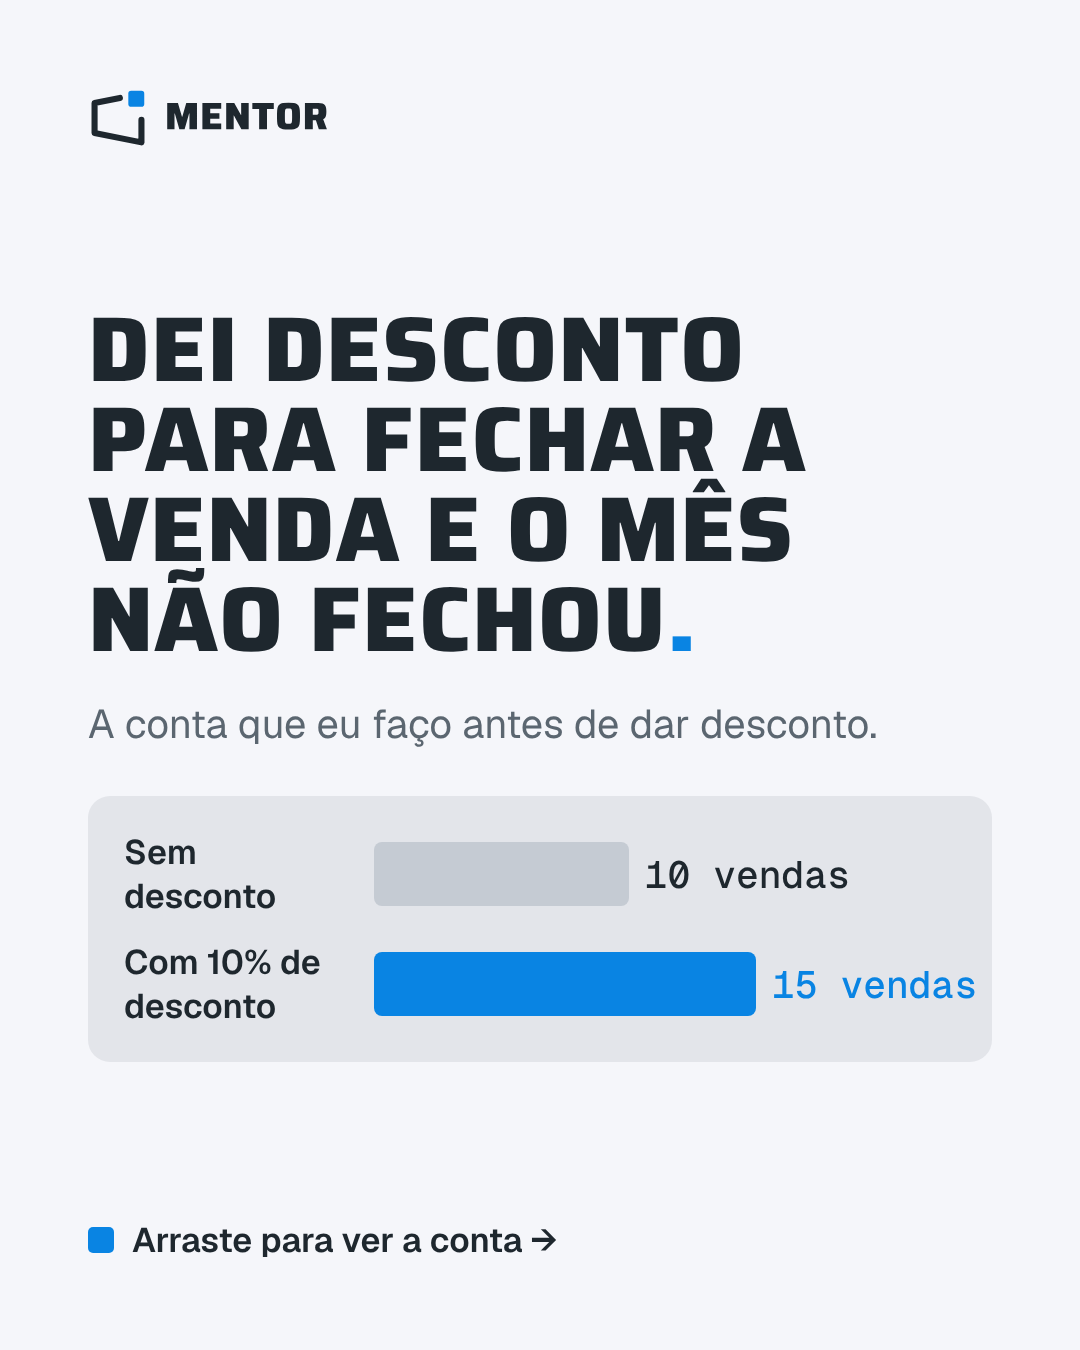 MENTOR
DEI DESCONTO
PARA FECHAR A
VENDA E O MÊS
NÃO FECHOU.
A conta que eu faço antes de dar desconto.
Sem
desconto
10 vendas
Com 10% de
desconto
15 vendas
Arraste para ver a conta →